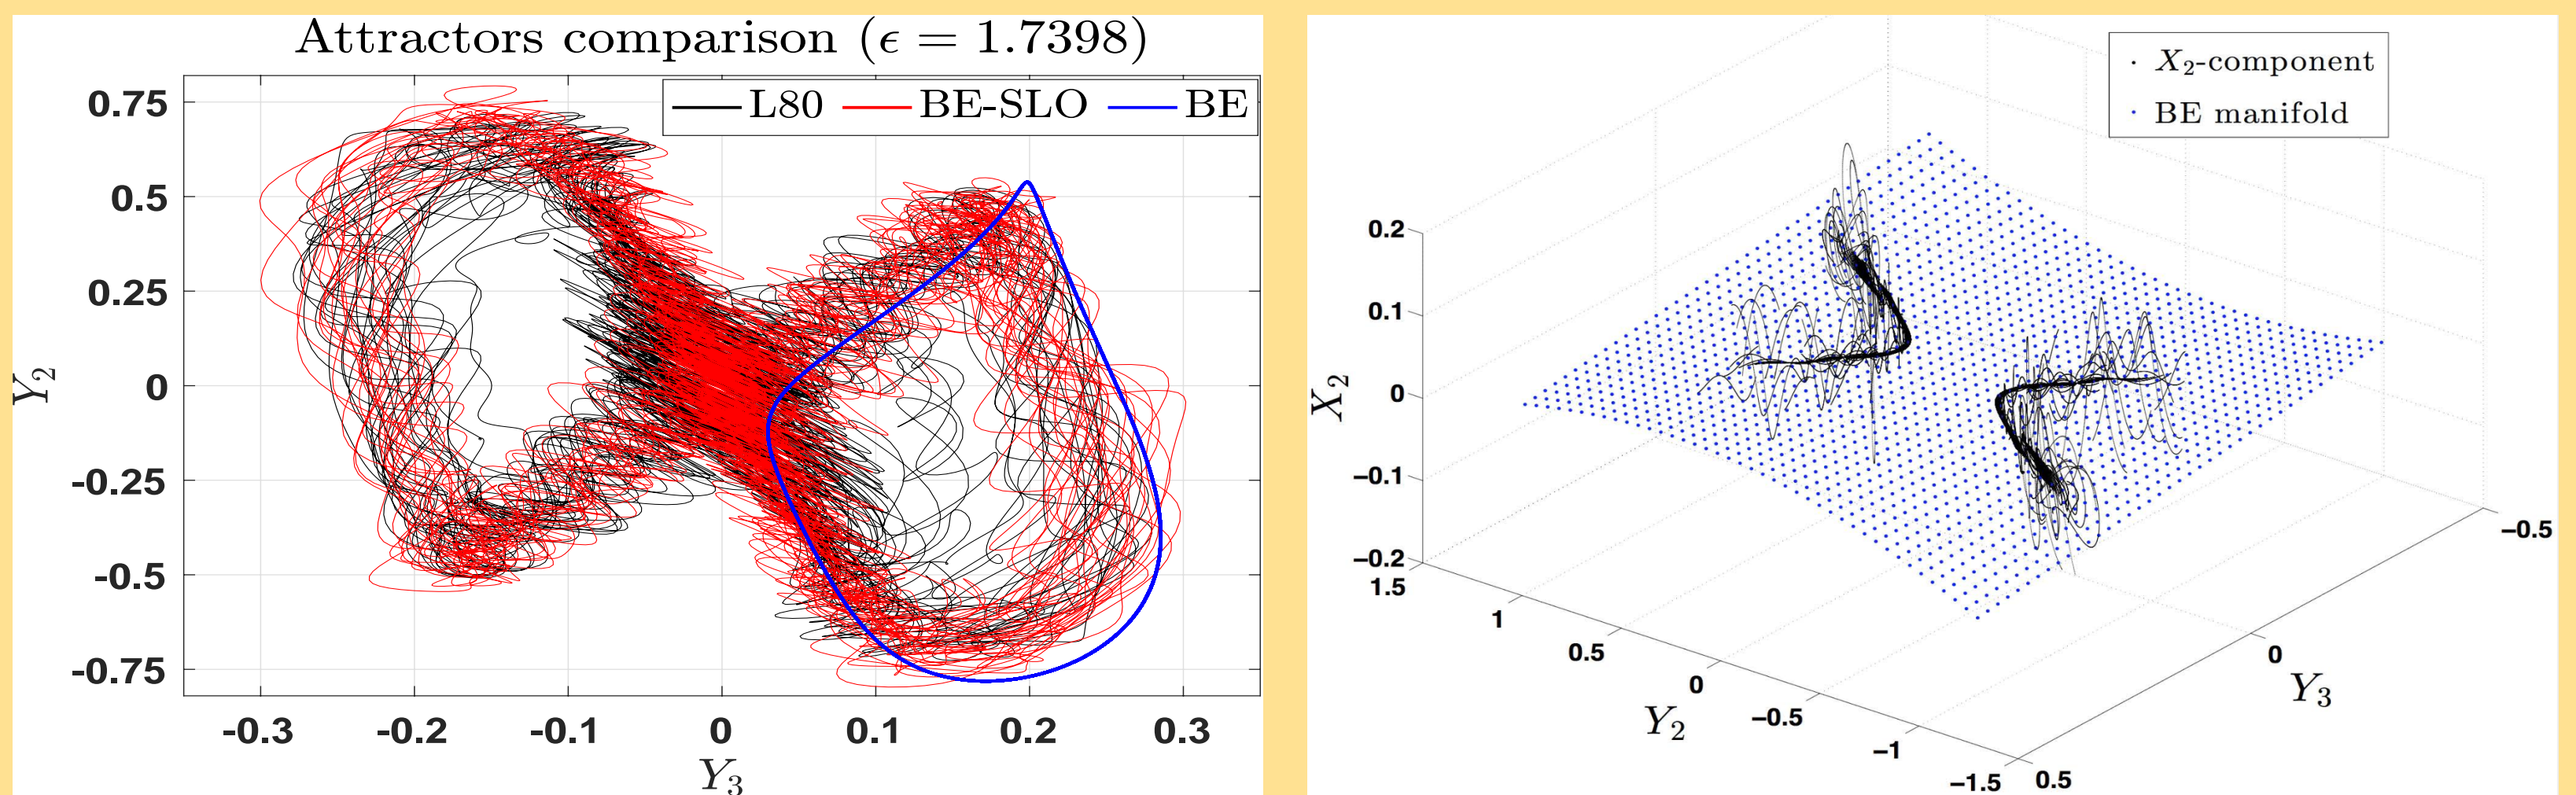 Attractors comparison (ϵ = 1.7398)
L80 BE-SLO BE
0.75
0.5
0.25
0
-0.25
-0.5
-0.75
Y₂
-0.3 -0.2 -0.1 0 0.1 0.2 0.3
Y₃
· X₂-component
· BE manifold
0.2
0.1
0
−0.1
−0.2
X₂
1.5
1
0.5
0
−0.5
−1
−1.5
Y₂
0.5
0
−0.5
Y₃